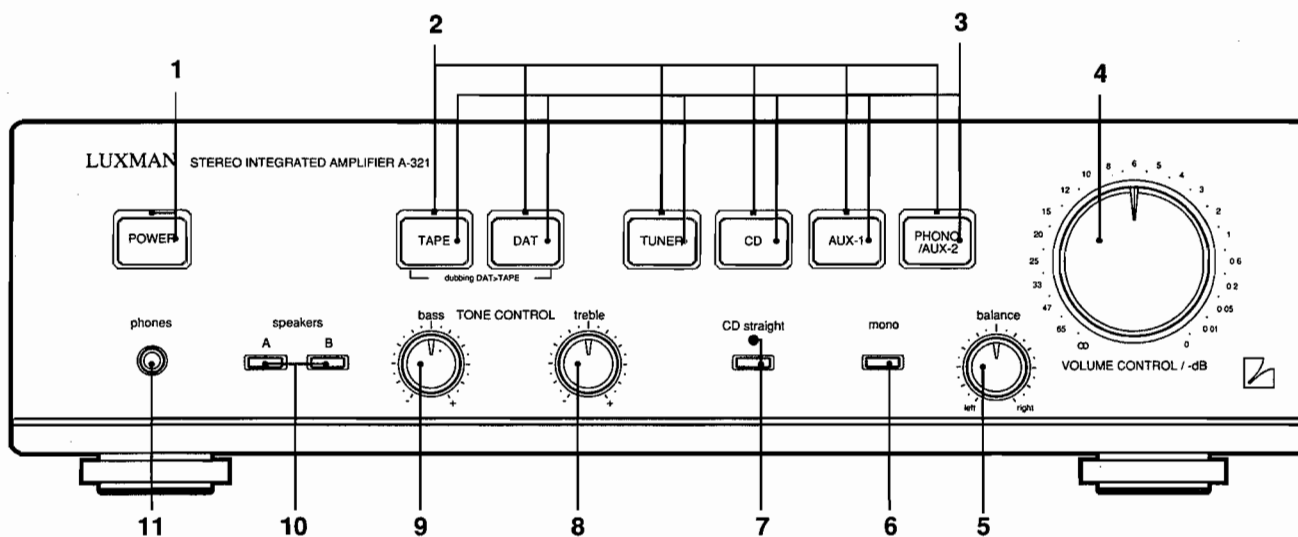 2 3
1 4
LUXMAN STEREO INTEGRATED AMPLIFIER A-321
POWER TAPE DAT TUNER CD AUX-1 PHONO /AUX-2
dubbing DAT>TAPE
10 8 6 5 4
12 3
15 2
20 1
25 0 6
33 0 2
47 0 05
65 0 01
∞ 0
VOLUME CONTROL / -dB
phones speakers bass TONE CONTROL treble CD straight mono balance
A B
- + - + left right
11 10 9 8 7 6 5